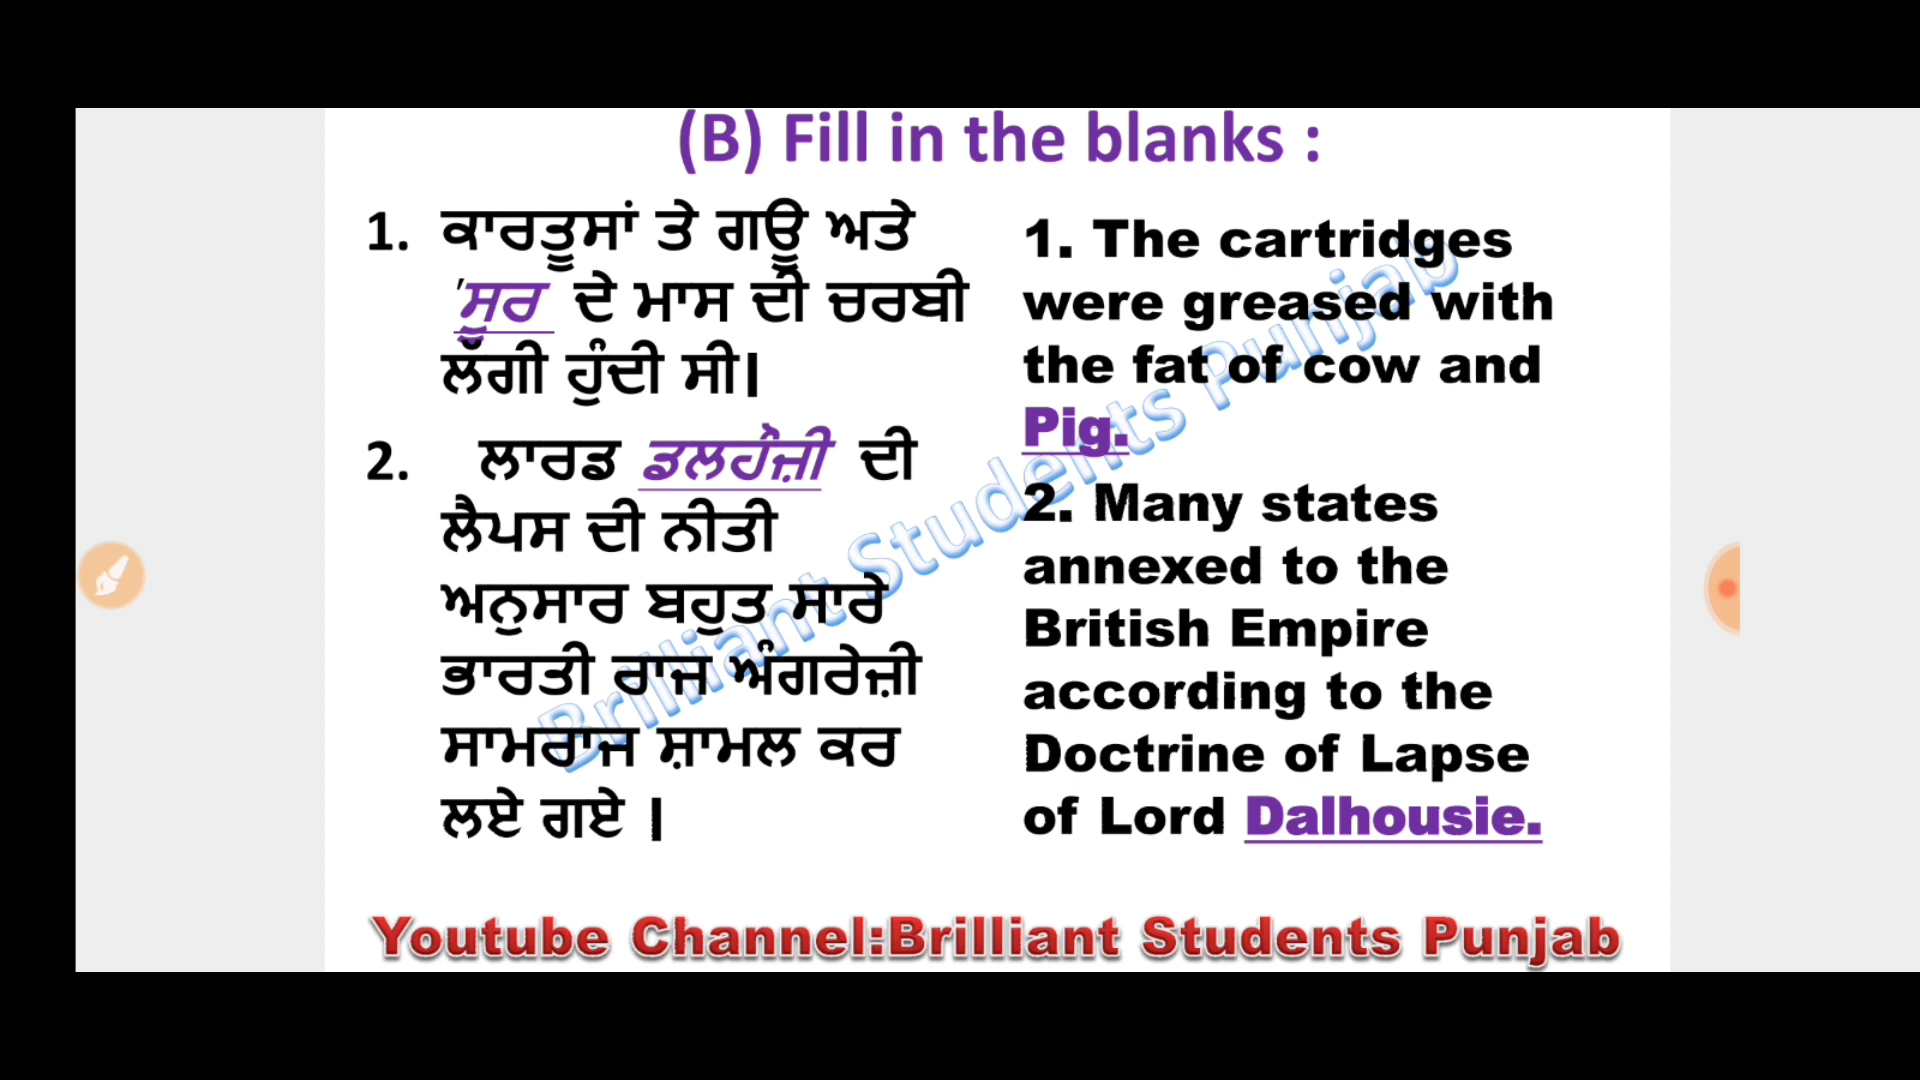 (B) Fill in the blanks :
1. ਕਾਰਤੂਸਾਂ ਤੇ ਗਊ ਅਤੇ
'ਸੂਰ ਦੇ ਮਾਸ ਦੀ ਚਰਬੀ
ਲੱਗੀ ਹੁੰਦੀ ਸੀ।
2. ਲਾਰਡ ਡਲਹੌਜ਼ੀ ਦੀ
ਲੈਪਸ ਦੀ ਨੀਤੀ
ਅਨੁਸਾਰ ਬਹੁਤ ਸਾਰੇ
ਭਾਰਤੀ ਰਾਜ ਅੰਗਰੇਜ਼ੀ
ਸਾਮਰਾਜ ਸ਼ਾਮਲ ਕਰ
ਲਏ ਗਏ ।
1. The cartridges
were greased with
the fat of cow and
Pig.
2. Many states
annexed to the
British Empire
according to the
Doctrine of Lapse
of Lord Dalhousie.
Brilliant Students Punjab
Youtube Channel:Brilliant Students Punjab